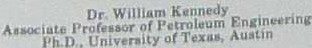 Dr. William Kennedy
Associate Professor of Petroleum Engineering
Ph.D., University of Texas, Austin